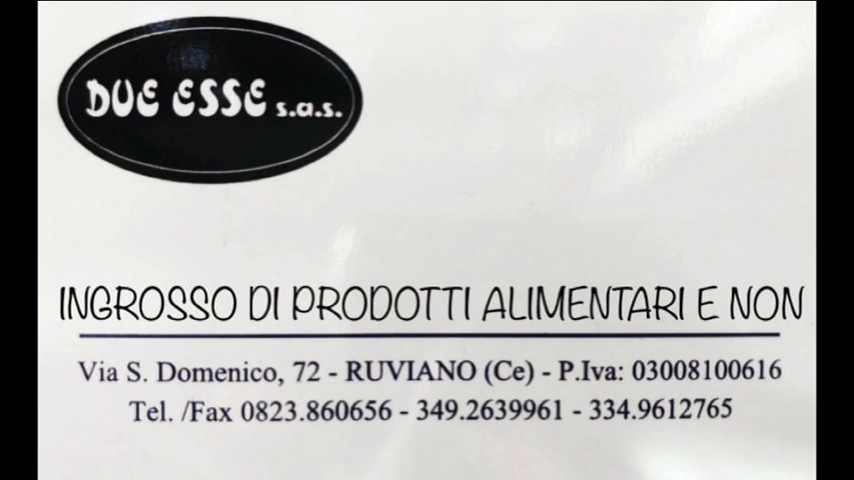 DUE ESSE s.a.s.
INGROSSO DI PRODOTTI ALIMENTARI E NON
Via S. Domenico, 72 - RUVIANO (Ce) - P.Iva: 03008100616
Tel. /Fax 0823.860656 - 349.2639961 - 334.9612765